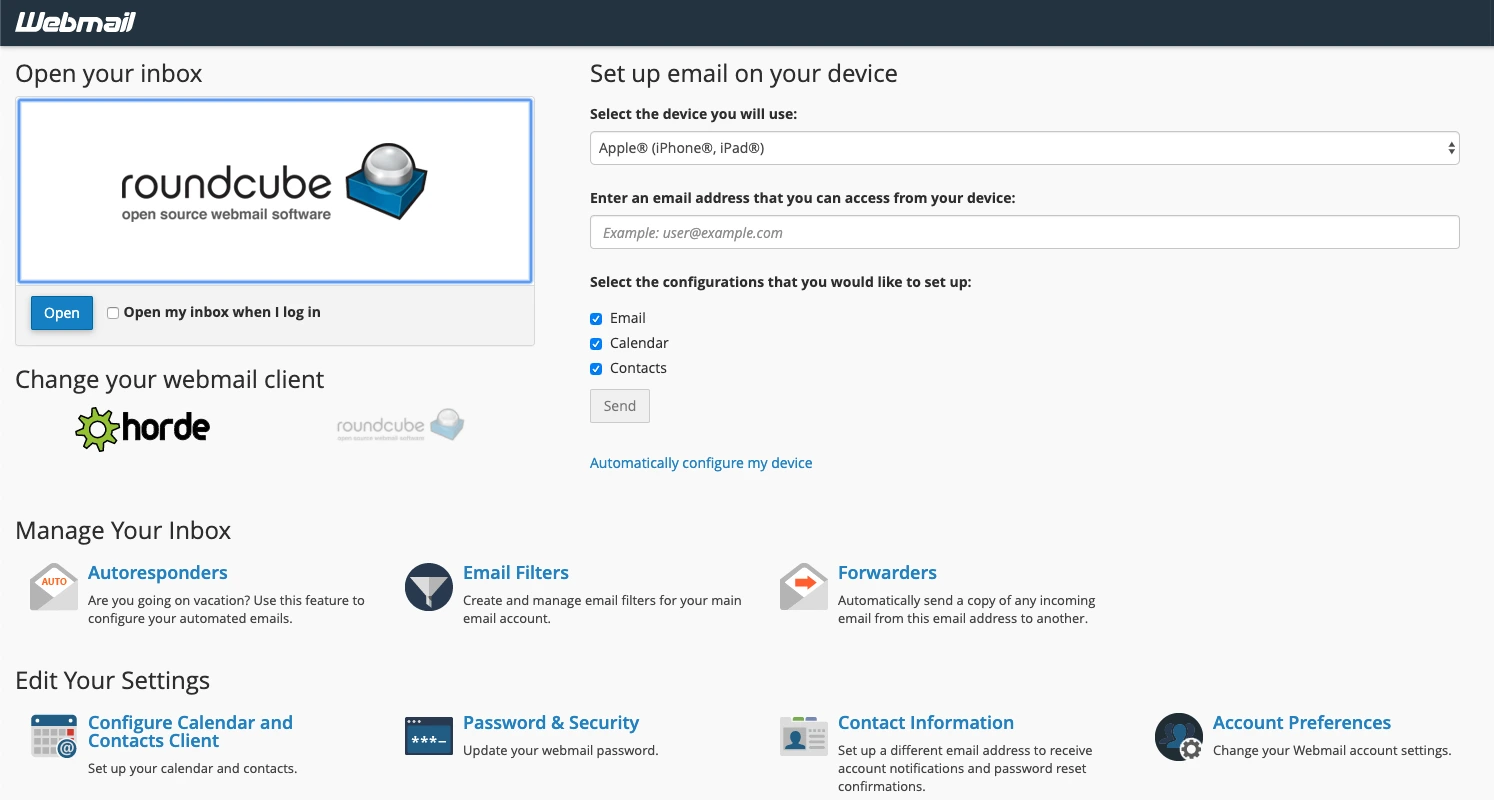 Webmail
Open your inbox
roundcube
open source webmail software
Open
Open my inbox when I log in
Change your webmail client
horde
roundcube
open source webmail software
Set up email on your device
Select the device you will use:
Apple® (iPhone®, iPad®)
Enter an email address that you can access from your device:
Example: user@example.com
Select the configurations that you would like to set up:
Email
Calendar
Contacts
Send
Automatically configure my device
Manage Your Inbox
AUTO
Autoresponders
Are you going on vacation? Use this feature to
configure your automated emails.
Email Filters
Create and manage email filters for your main
email account.
Forwarders
Automatically send a copy of any incoming
email from this email address to another.
Edit Your Settings
@
Configure Calendar and
Contacts Client
Set up your calendar and contacts.
***–
Password & Security
Update your webmail password.
Contact Information
Set up a different email address to receive
account notifications and password reset
confirmations.
Account Preferences
Change your Webmail account settings.